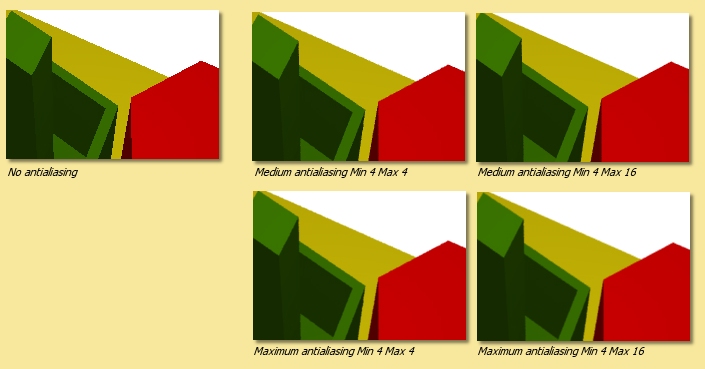 No antialiasing
Medium antialiasing Min 4 Max 4
Medium antialiasing Min 4 Max 16
Maximum antialiasing Min 4 Max 4
Maximum antialiasing Min 4 Max 16